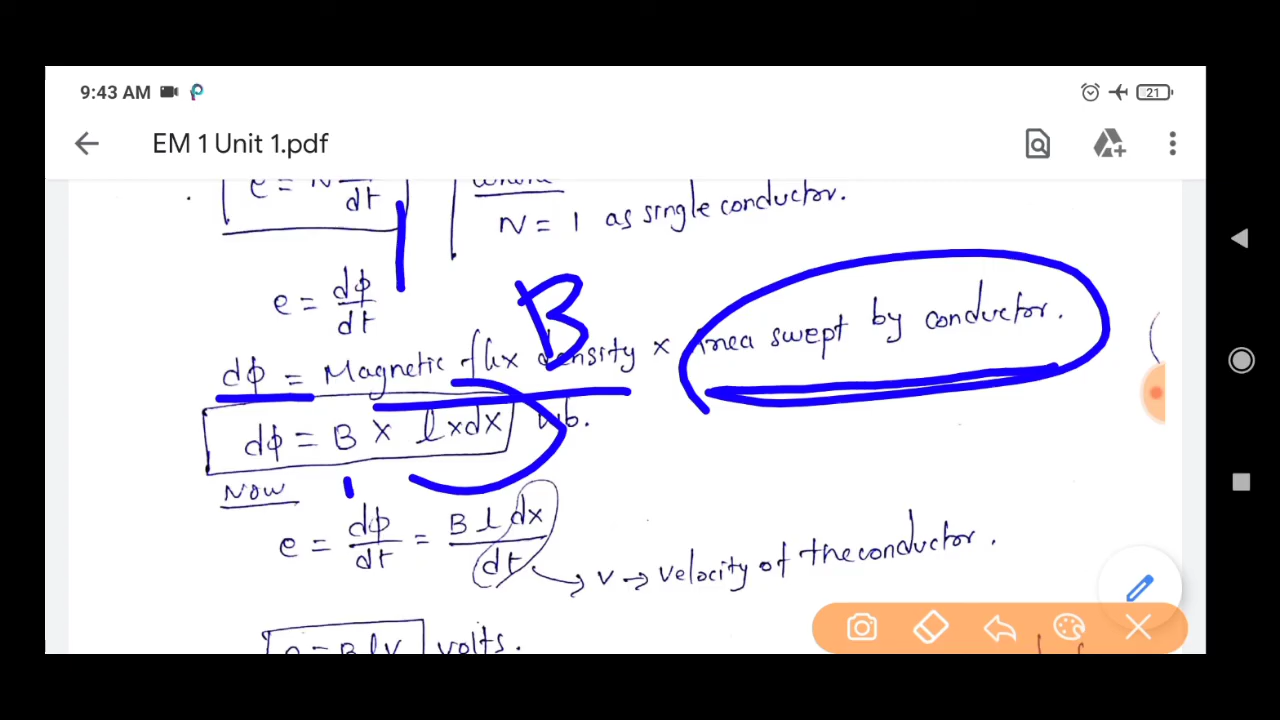 9:43 AM
21
EM 1 Unit 1.pdf
e = N
dt
where
N = 1 as single conductor.
e = dφ/dt
B
dφ = Magnetic flux density × Area swept by conductor.
dφ = B × l×dx wb.
Now
e = dφ/dt = B l dx/dt → v → velocity of the conductor.
e = B l v volts.